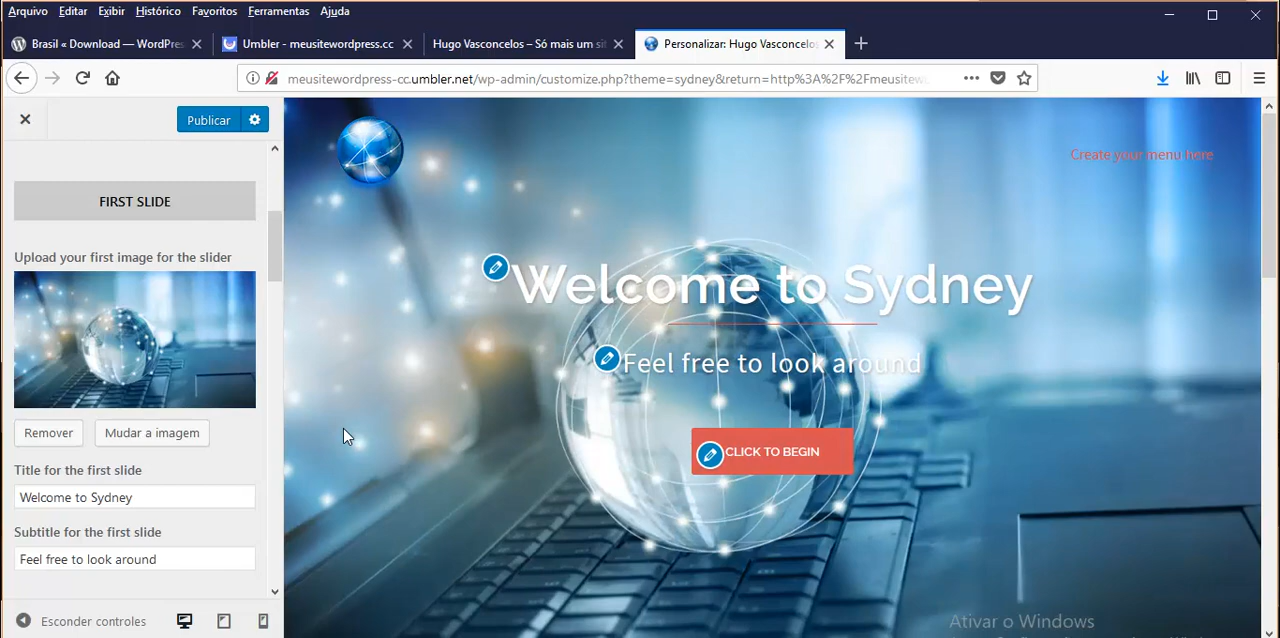 Arquivo Editar Exibir Histórico Favoritos Ferramentas Ajuda
Brasil « Download — WordPres
Umbler - meusitewordpress.cc
Hugo Vasconcelos – Só mais um sit
Personalizar: Hugo Vasconcelos
meusitewordpress-cc.umbler.net/wp-admin/customize.php?theme=sydney&return=http%3A%2F%2Fmeusitew
Publicar
FIRST SLIDE
Upload your first image for the slider
Remover
Mudar a imagem
Title for the first slide
Welcome to Sydney
Subtitle for the first slide
Feel free to look around
Esconder controles
Create your menu here
Welcome to Sydney
Feel free to look around
CLICK TO BEGIN
Ativar o Windows